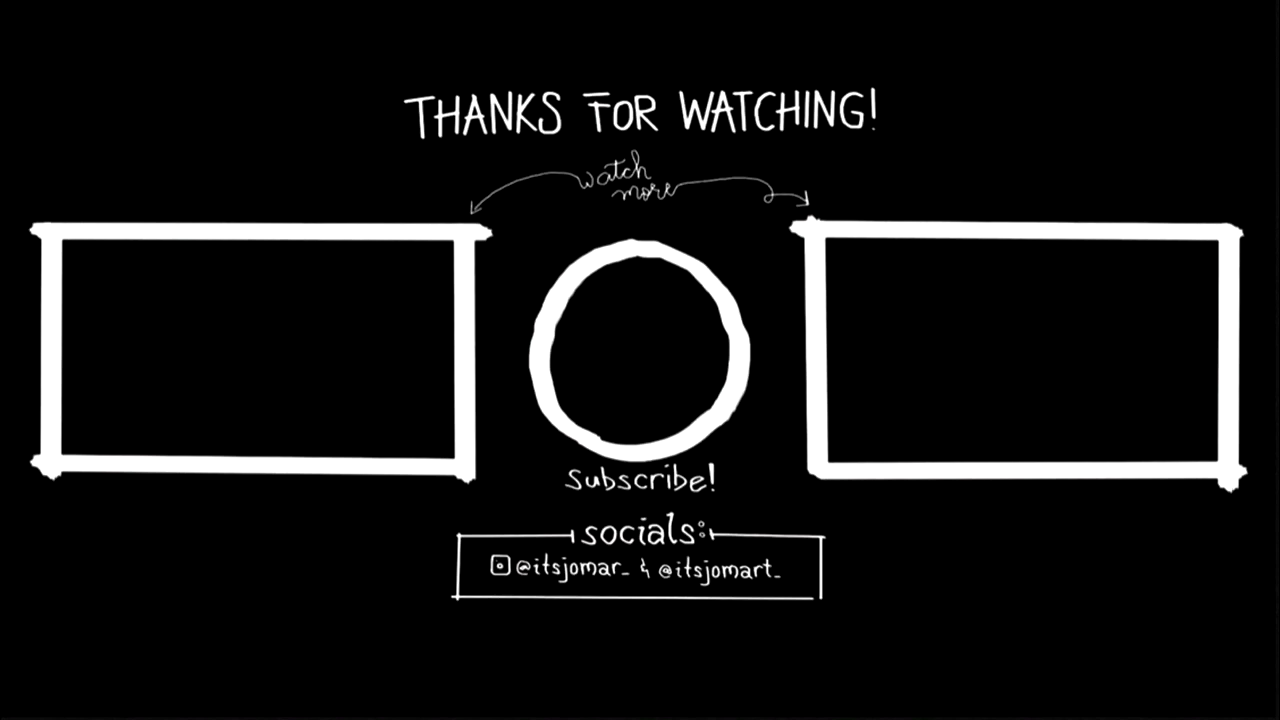 THANKS FOR WATCHING!
watch
more
subscribe!
socials:
@itsjomar_ & @itsjomart_